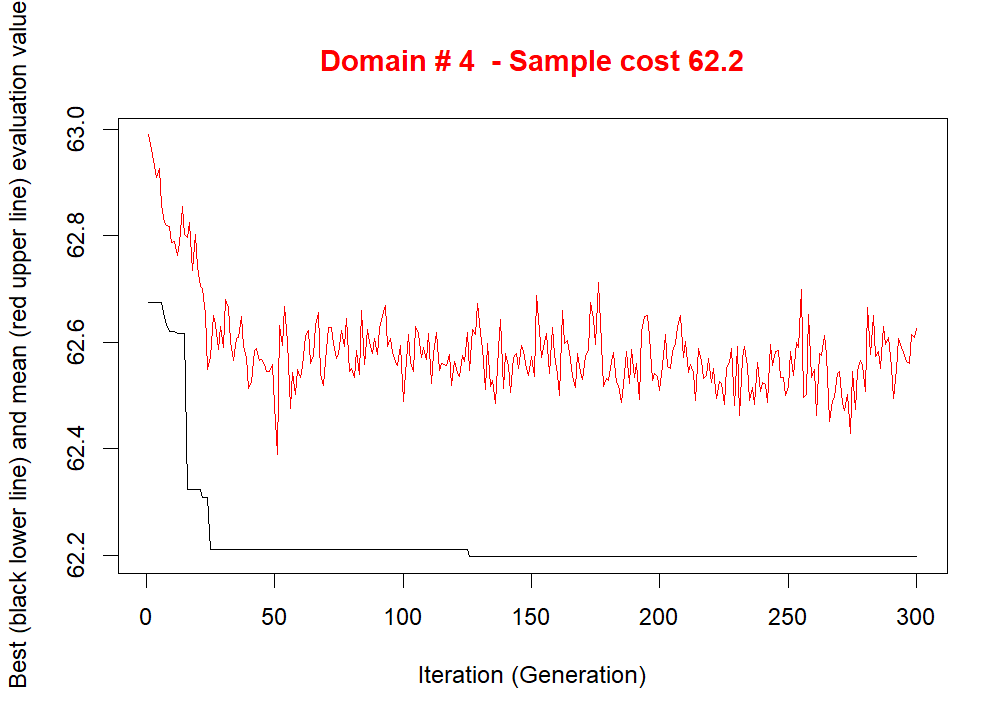 Domain # 4  - Sample cost 62.2
Best (black lower line) and mean (red upper line) evaluation value
63.0
62.8
62.6
62.4
62.2
0 50 100 150 200 250 300
Iteration (Generation)